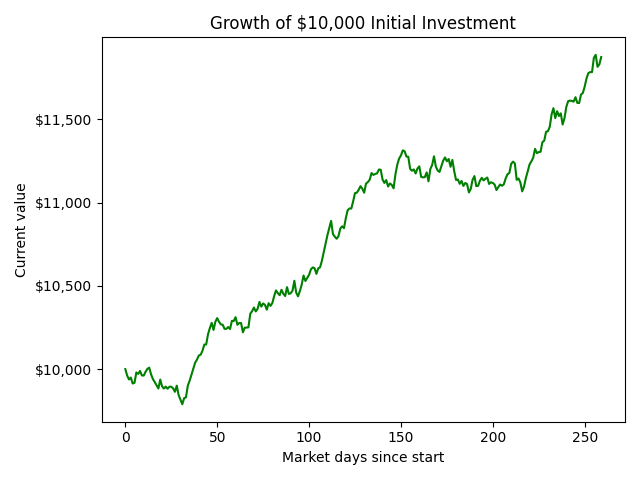 Growth of $10,000 Initial Investment
Current value
$11,500
$11,000
$10,500
$10,000
0 50 100 150 200 250
Market days since start